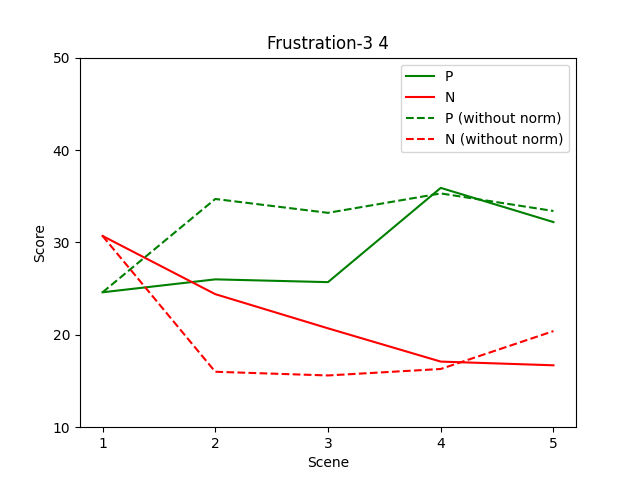 Frustration-3 4
50
40
30
20
10
Score
P
N
P (without norm)
N (without norm)
1 2 3 4 5
Scene